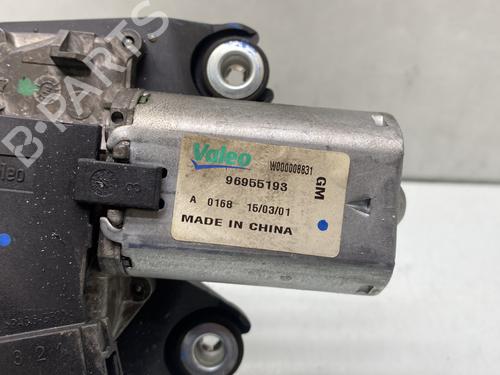 B-PARTS
Valeo
W000008831
96955193
GM
A 0168 15/03/01
MADE IN CHINA